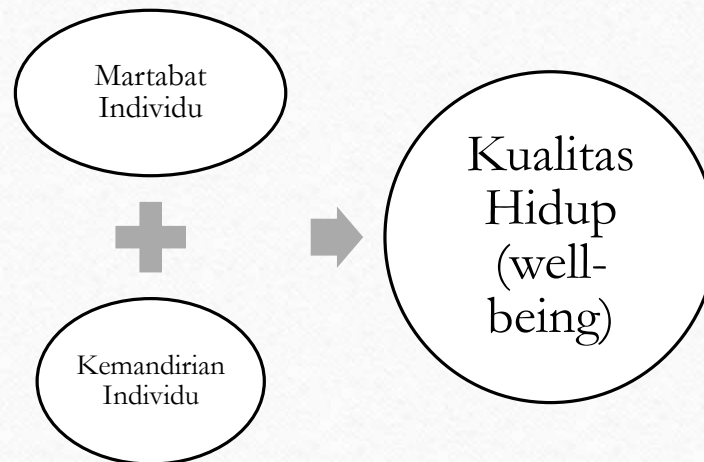 Martabat
Individu
Kemandirian
Individu
Kualitas
Hidup
(well-
being)